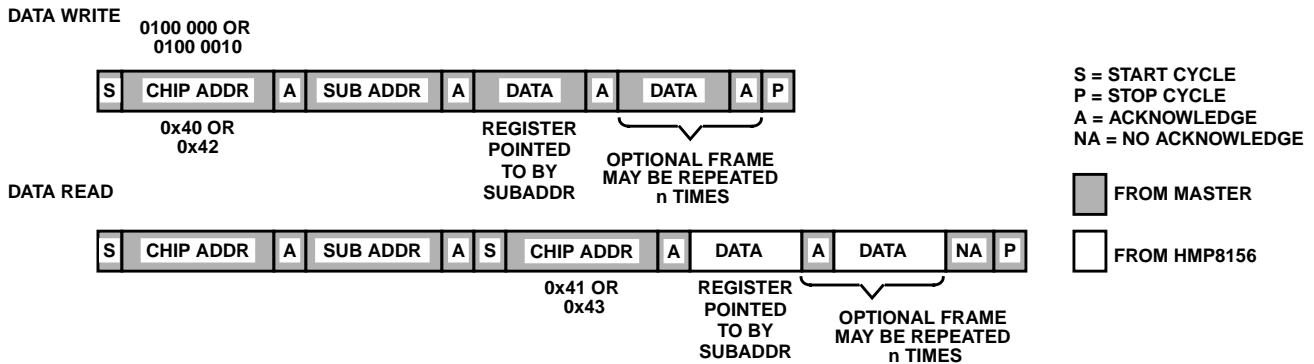 DATA WRITE
0100 000 OR
0100 0010
S CHIP ADDR A SUB ADDR A DATA A DATA A P
0x40 OR
0x42
REGISTER
POINTED
TO BY
SUBADDR
OPTIONAL FRAME
MAY BE REPEATED
n TIMES
S = START CYCLE
P = STOP CYCLE
A = ACKNOWLEDGE
NA = NO ACKNOWLEDGE
FROM MASTER
FROM HMP8156
DATA READ
S CHIP ADDR A SUB ADDR A S CHIP ADDR A DATA A DATA NA P
0x41 OR
0x43
REGISTER
POINTED
TO BY
SUBADDR
OPTIONAL FRAME
MAY BE REPEATED
n TIMES